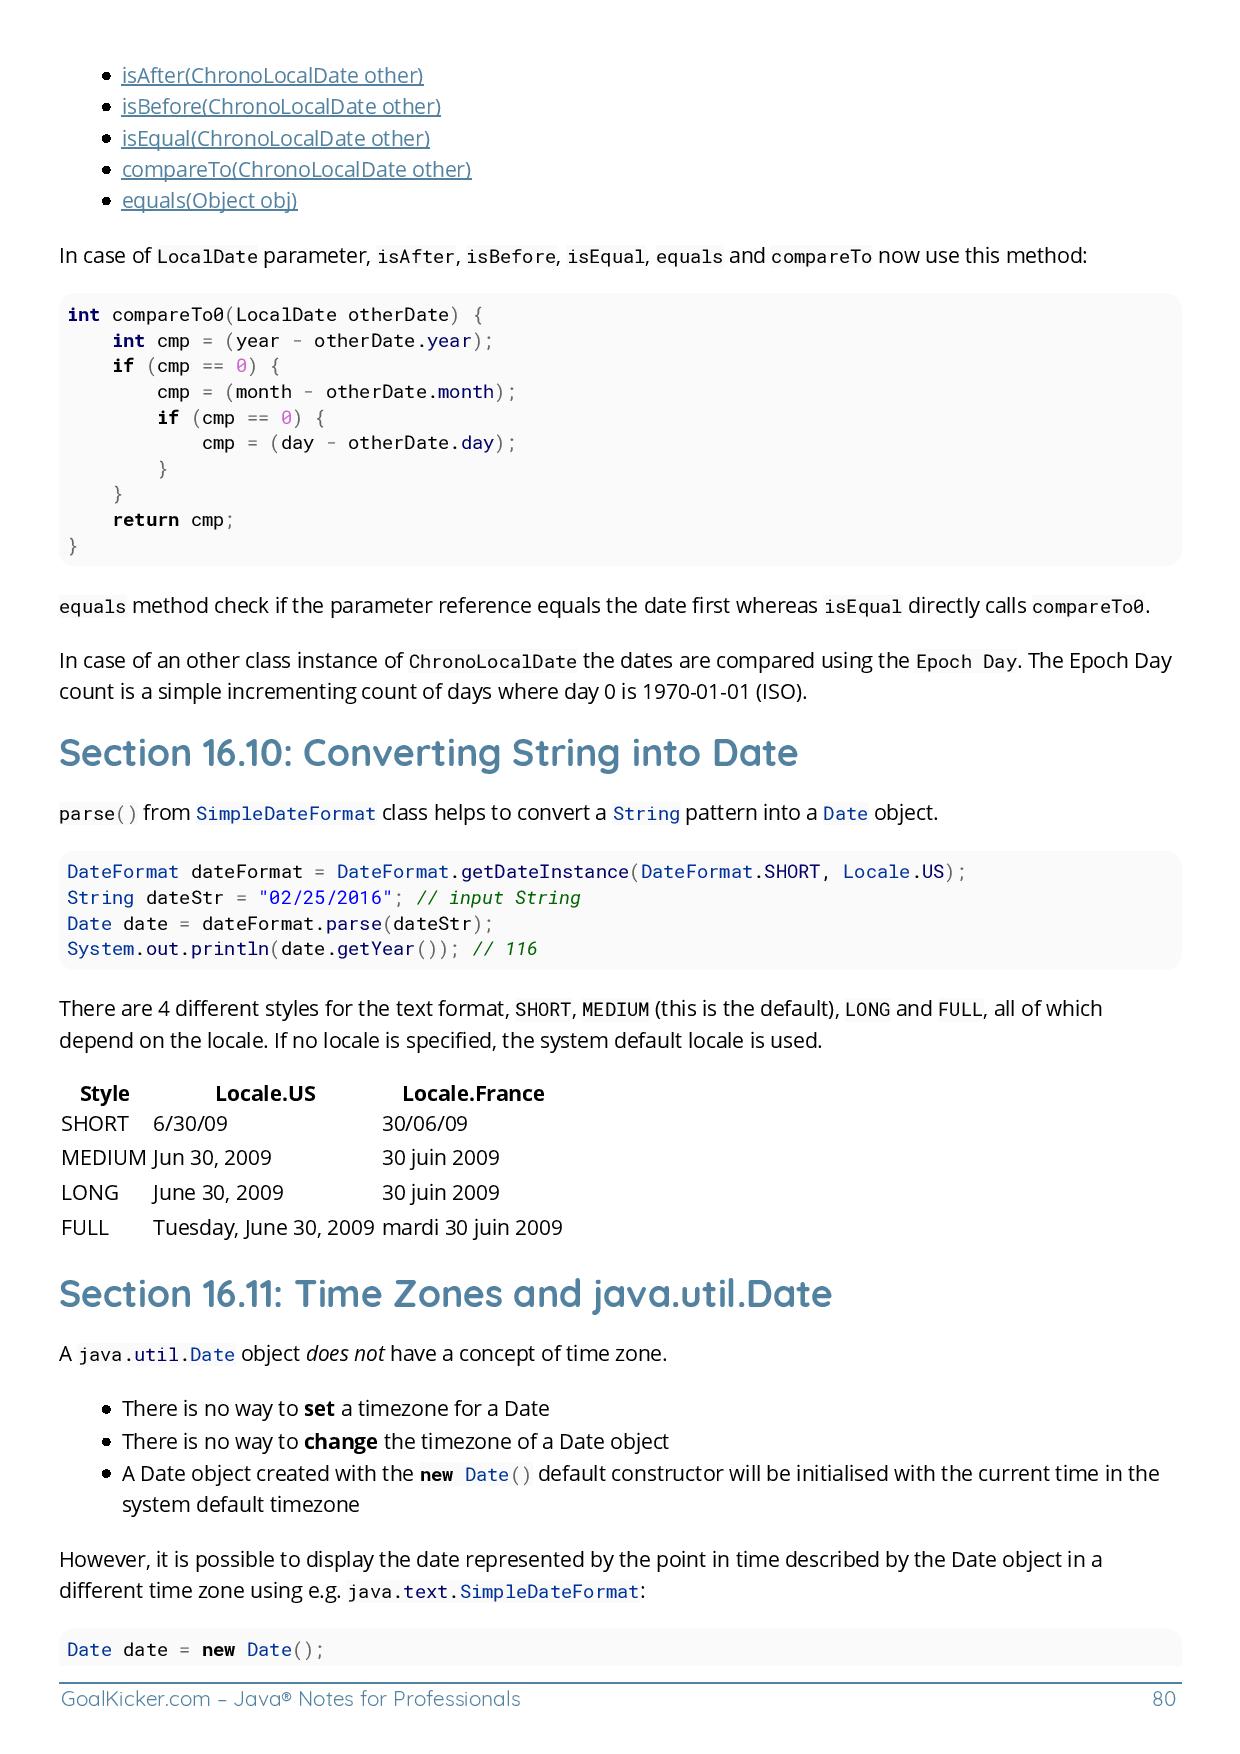 isAfter(ChronoLocalDate other)
isBefore(ChronoLocalDate other)
isEqual(ChronoLocalDate other)
compareTo(ChronoLocalDate other)
equals(Object obj)
In case of LocalDate parameter, isAfter, isBefore, isEqual, equals and compareTo now use this method:
int compareTo0(LocalDate otherDate) {
    int cmp = (year - otherDate.year);
    if (cmp == 0) {
        cmp = (month - otherDate.month);
        if (cmp == 0) {
            cmp = (day - otherDate.day);
        }
    }
    return cmp;
}
equals method check if the parameter reference equals the date first whereas isEqual directly calls compareTo0.
In case of an other class instance of ChronoLocalDate the dates are compared using the Epoch Day. The Epoch Day
count is a simple incrementing count of days where day 0 is 1970-01-01 (ISO).
Section 16.10: Converting String into Date
parse() from SimpleDateFormat class helps to convert a String pattern into a Date object.
DateFormat dateFormat = DateFormat.getDateInstance(DateFormat.SHORT, Locale.US);
String dateStr = "02/25/2016"; // input String
Date date = dateFormat.parse(dateStr);
System.out.println(date.getYear()); // 116
There are 4 different styles for the text format, SHORT, MEDIUM (this is the default), LONG and FULL, all of which
depend on the locale. If no locale is specified, the system default locale is used.
Style Locale.US Locale.France
SHORT 6/30/09 30/06/09
MEDIUM Jun 30, 2009 30 juin 2009
LONG June 30, 2009 30 juin 2009
FULL Tuesday, June 30, 2009 mardi 30 juin 2009
Section 16.11: Time Zones and java.util.Date
A java.util.Date object does not have a concept of time zone.
There is no way to set a timezone for a Date
There is no way to change the timezone of a Date object
A Date object created with the new Date() default constructor will be initialised with the current time in the
system default timezone
However, it is possible to display the date represented by the point in time described by the Date object in a
different time zone using e.g. java.text.SimpleDateFormat:
Date date = new Date();
GoalKicker.com – Java® Notes for Professionals 80